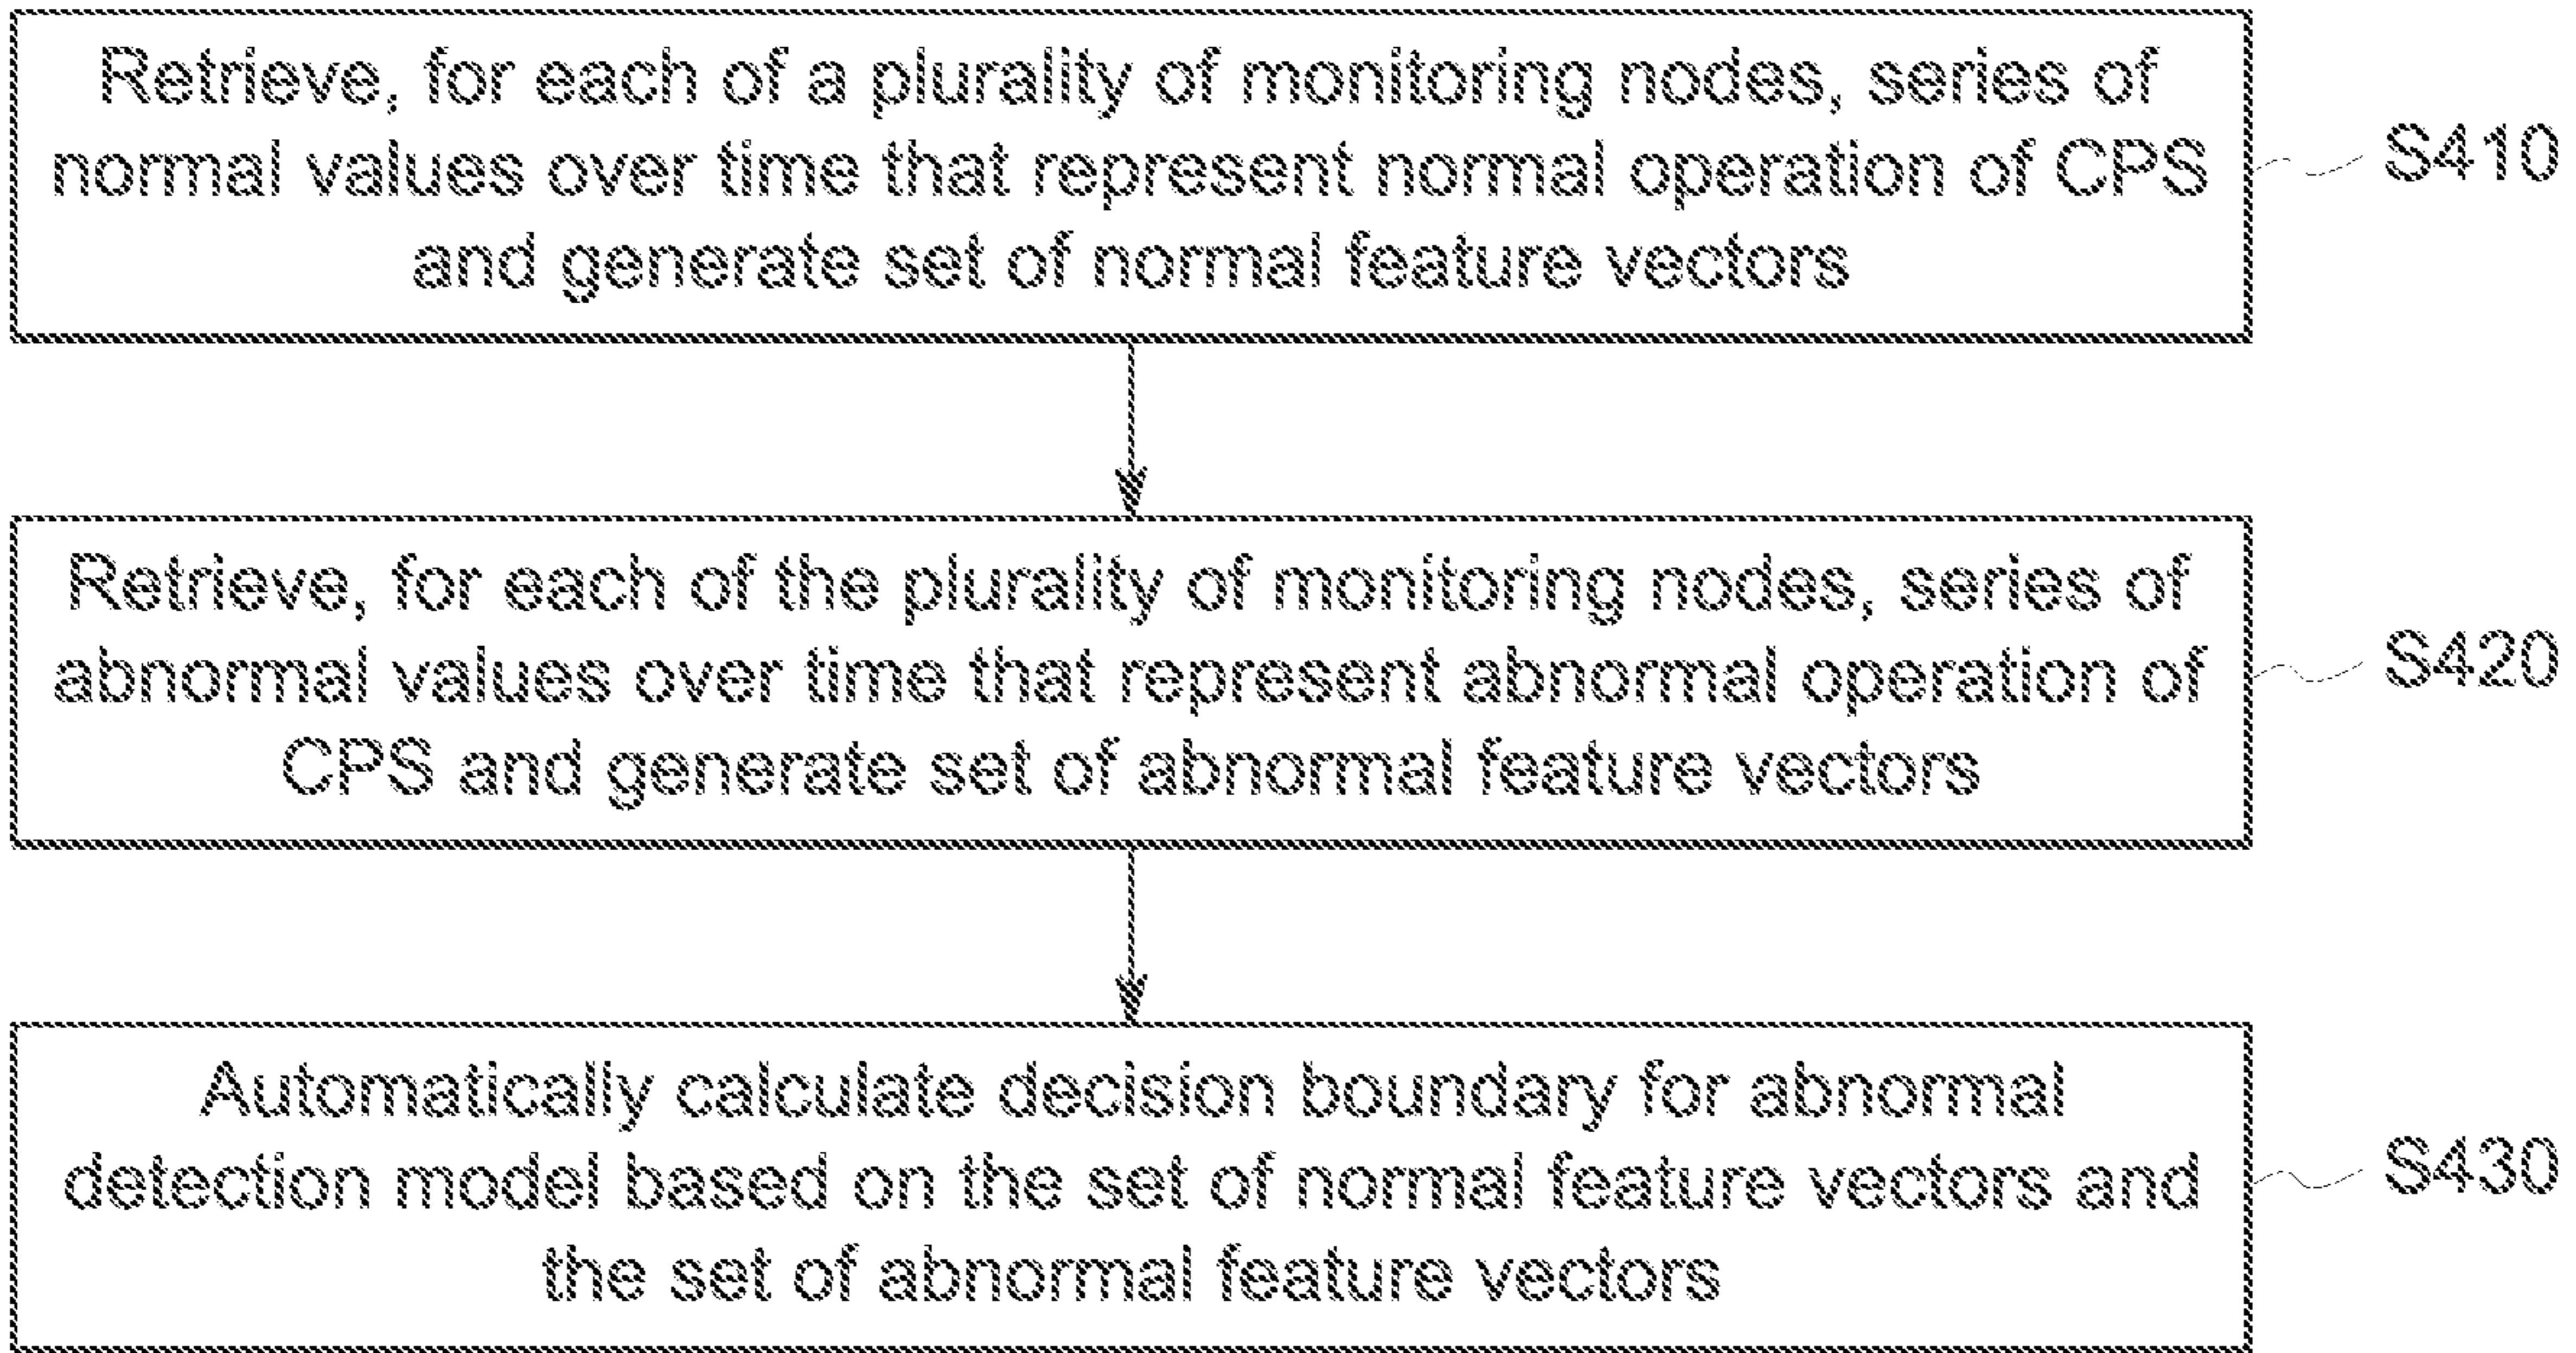 Retrieve, for each of a plurality of monitoring nodes, series of
normal values over time that represent normal operation of CPS
and generate set of normal feature vectors
S410
Retrieve, for each of the plurality of monitoring nodes, series of
abnormal values over time that represent abnormal operation of
CPS and generate set of abnormal feature vectors
S420
Automatically calculate decision boundary for abnormal
detection model based on the set of normal feature vectors and
the set of abnormal feature vectors
S430